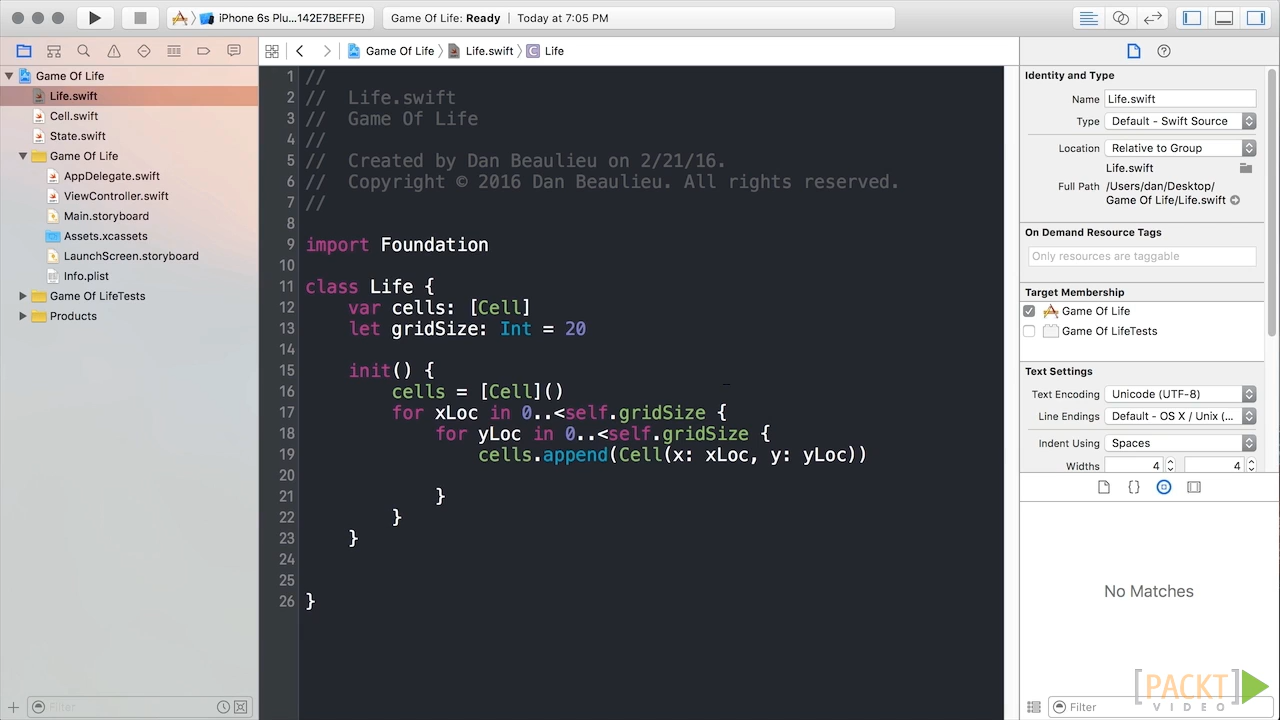 iPhone 6s Plu...142E7BEFFE)
Game Of Life: Ready | Today at 7:05 PM
Game Of Life
Life.swift
Life
Game Of Life
Life.swift
Cell.swift
State.swift
Game Of Life
AppDelegate.swift
ViewController.swift
Main.storyboard
Assets.xcassets
LaunchScreen.storyboard
Info.plist
Game Of LifeTests
Products
Filter
1 //
2 //  Life.swift
3 //  Game Of Life
4 //
5 //  Created by Dan Beaulieu on 2/21/16.
6 //  Copyright © 2016 Dan Beaulieu. All rights reserved.
7 //
8
9 import Foundation
10
11 class Life {
12     var cells: [Cell]
13     let gridSize: Int = 20
14
15     init() {
16         cells = [Cell]()
17         for xLoc in 0..<self.gridSize {
18             for yLoc in 0..<self.gridSize {
19                 cells.append(Cell(x: xLoc, y: yLoc))
20
21             }
22         }
23     }
24
25
26 }
Identity and Type
Name Life.swift
Type Default - Swift Source
Location Relative to Group
Life.swift
Full Path /Users/dan/Desktop/
Game Of Life/Life.swift
On Demand Resource Tags
Only resources are taggable
Target Membership
Game Of Life
Game Of LifeTests
Text Settings
Text Encoding Unicode (UTF-8)
Line Endings Default - OS X / Unix (...
Indent Using Spaces
Widths 4 4
No Matches
[PACKT]
VIDEO
Filter